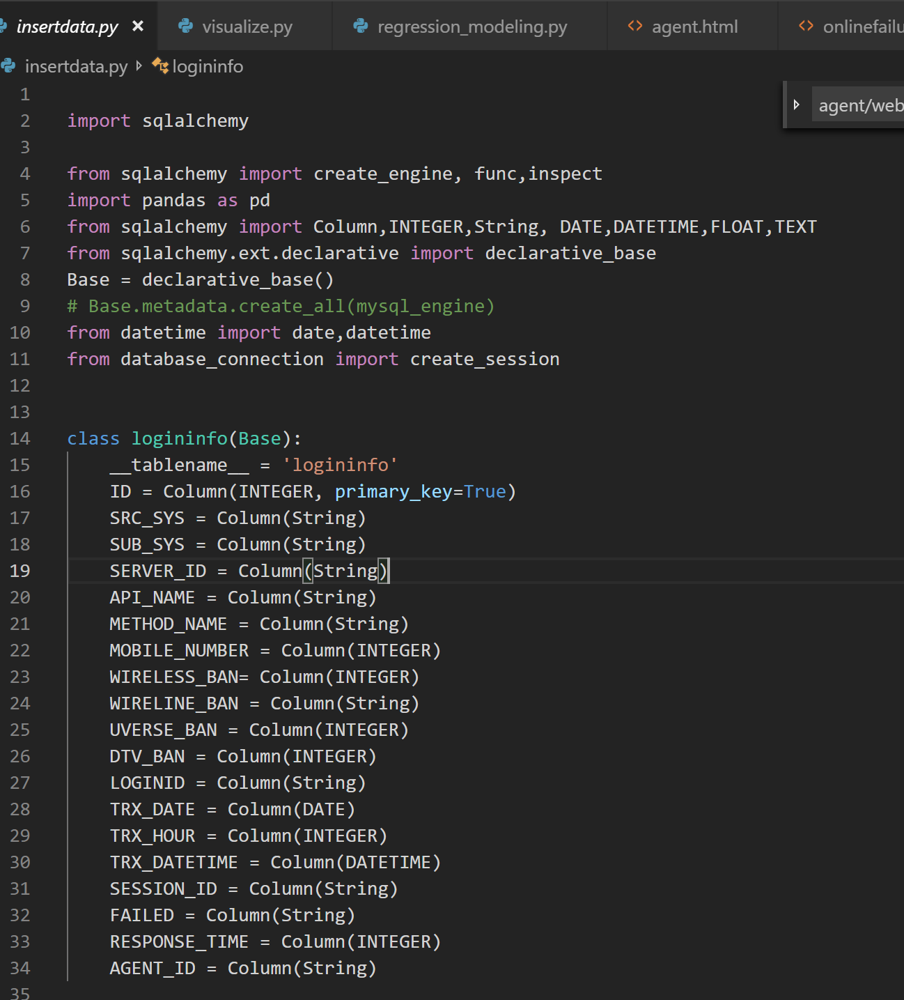 insertdata.py × visualize.py regression_modeling.py agent.html
insertdata.py logininfo
agent/web
1
2 import sqlalchemy
3
4 from sqlalchemy import create_engine, func,inspect
5 import pandas as pd
6 from sqlalchemy import Column,INTEGER,String, DATE,DATETIME,FLOAT,TEXT
7 from sqlalchemy.ext.declarative import declarative_base
8 Base = declarative_base()
9 # Base.metadata.create_all(mysql_engine)
10 from datetime import date,datetime
11 from database_connection import create_session
12
13
14 class logininfo(Base):
15 __tablename__ = 'logininfo'
16 ID = Column(INTEGER, primary_key=True)
17 SRC_SYS = Column(String)
18 SUB_SYS = Column(String)
19 SERVER_ID = Column(String)
20 API_NAME = Column(String)
21 METHOD_NAME = Column(String)
22 MOBILE_NUMBER = Column(INTEGER)
23 WIRELESS_BAN= Column(INTEGER)
24 WIRELINE_BAN = Column(String)
25 UVERSE_BAN = Column(INTEGER)
26 DTV_BAN = Column(INTEGER)
27 LOGINID = Column(String)
28 TRX_DATE = Column(DATE)
29 TRX_HOUR = Column(INTEGER)
30 TRX_DATETIME = Column(DATETIME)
31 SESSION_ID = Column(String)
32 FAILED = Column(String)
33 RESPONSE_TIME = Column(INTEGER)
34 AGENT_ID = Column(String)
35